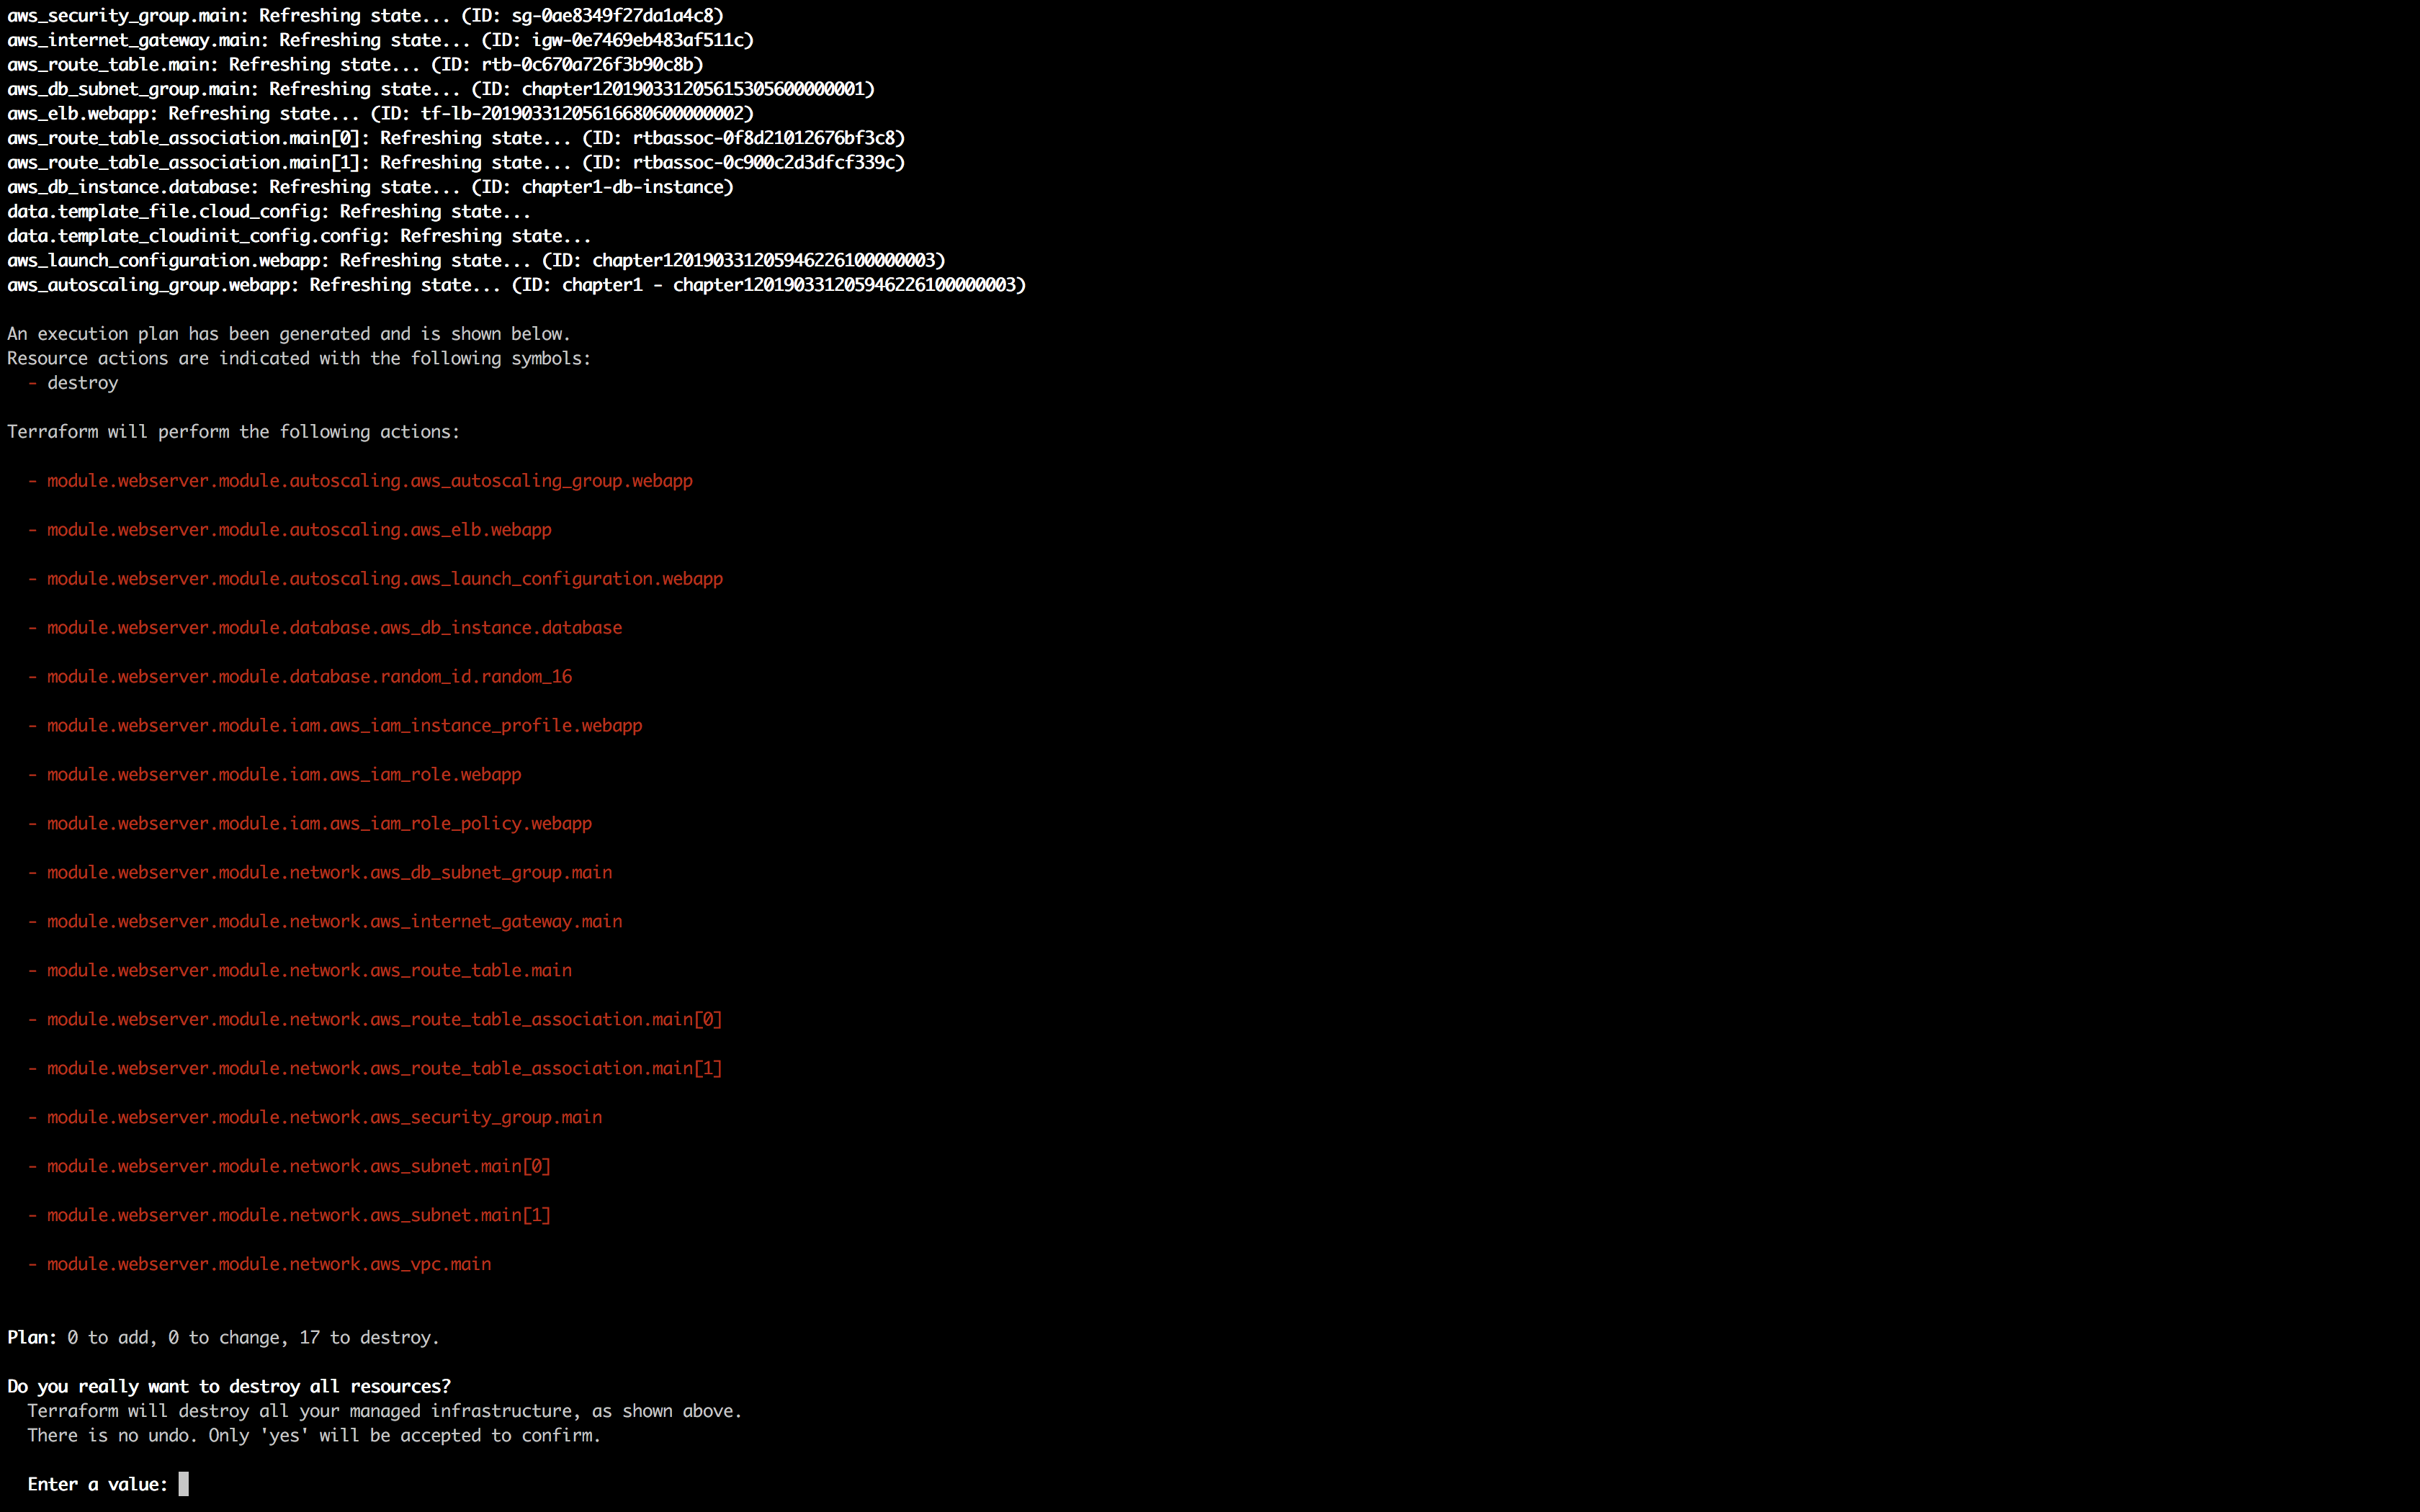 aws_security_group.main: Refreshing state... (ID: sg-0ae8349f27da1a4c8)
aws_internet_gateway.main: Refreshing state... (ID: igw-0e7469eb483af511c)
aws_route_table.main: Refreshing state... (ID: rtb-0c670a726f3b90c8b)
aws_db_subnet_group.main: Refreshing state... (ID: chapter120190331205615305600000001)
aws_elb.webapp: Refreshing state... (ID: tf-lb-20190331205616680600000002)
aws_route_table_association.main[0]: Refreshing state... (ID: rtbassoc-0f8d21012676bf3c8)
aws_route_table_association.main[1]: Refreshing state... (ID: rtbassoc-0c900c2d3dfcf339c)
aws_db_instance.database: Refreshing state... (ID: chapter1-db-instance)
data.template_file.cloud_config: Refreshing state...
data.template_cloudinit_config.config: Refreshing state...
aws_launch_configuration.webapp: Refreshing state... (ID: chapter120190331205946226100000003)
aws_autoscaling_group.webapp: Refreshing state... (ID: chapter1 - chapter120190331205946226100000003)
An execution plan has been generated and is shown below.
Resource actions are indicated with the following symbols:
- destroy
Terraform will perform the following actions:
- module.webserver.module.autoscaling.aws_autoscaling_group.webapp
- module.webserver.module.autoscaling.aws_elb.webapp
- module.webserver.module.autoscaling.aws_launch_configuration.webapp
- module.webserver.module.database.aws_db_instance.database
- module.webserver.module.database.random_id.random_16
- module.webserver.module.iam.aws_iam_instance_profile.webapp
- module.webserver.module.iam.aws_iam_role.webapp
- module.webserver.module.iam.aws_iam_role_policy.webapp
- module.webserver.module.network.aws_db_subnet_group.main
- module.webserver.module.network.aws_internet_gateway.main
- module.webserver.module.network.aws_route_table.main
- module.webserver.module.network.aws_route_table_association.main[0]
- module.webserver.module.network.aws_route_table_association.main[1]
- module.webserver.module.network.aws_security_group.main
- module.webserver.module.network.aws_subnet.main[0]
- module.webserver.module.network.aws_subnet.main[1]
- module.webserver.module.network.aws_vpc.main
Plan: 0 to add, 0 to change, 17 to destroy.
Do you really want to destroy all resources?
Terraform will destroy all your managed infrastructure, as shown above.
There is no undo. Only 'yes' will be accepted to confirm.
Enter a value: